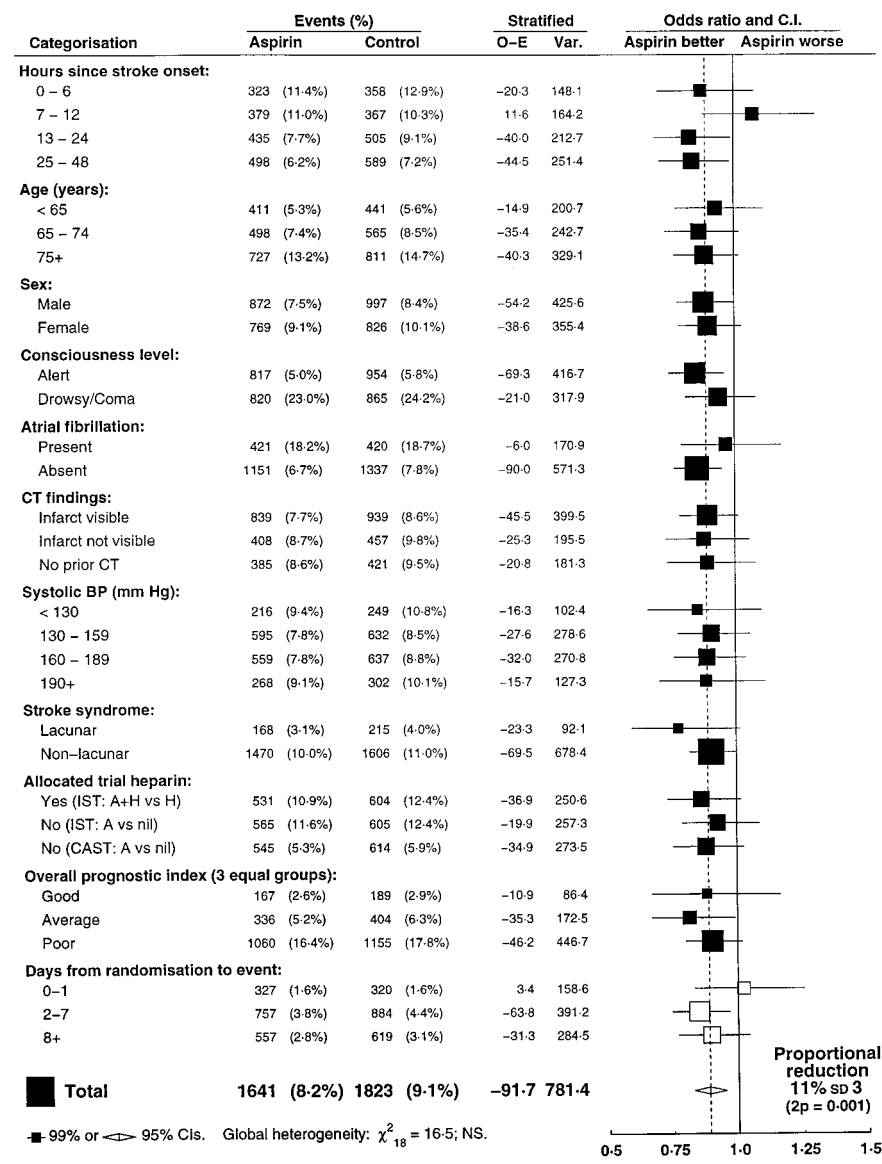 Events (%) Stratified Odds ratio and C.I.
Categorisation Aspirin Control O–E Var. Aspirin better Aspirin worse
Hours since stroke onset:
0 – 6 323 (11·4%) 358 (12·9%) –20·3 148·1
7 – 12 379 (11·0%) 367 (10·3%) 11·6 164·2
13 – 24 435 (7·7%) 505 (9·1%) –40·0 212·7
25 – 48 498 (6·2%) 589 (7·2%) –44·5 251·4
Age (years):
< 65 411 (5·3%) 441 (5·6%) –14·9 200·7
65 – 74 498 (7·4%) 565 (8·5%) –35·4 242·7
75+ 727 (13·2%) 811 (14·7%) –40·3 329·1
Sex:
Male 872 (7·5%) 997 (8·4%) –54·2 425·6
Female 769 (9·1%) 826 (10·1%) –38·6 355·4
Consciousness level:
Alert 817 (5·0%) 954 (5·8%) –69·3 416·7
Drowsy/Coma 820 (23·0%) 865 (24·2%) –21·0 317·9
Atrial fibrillation:
Present 421 (18·2%) 420 (18·7%) –6·0 170·9
Absent 1151 (6·7%) 1337 (7·8%) –90·0 571·3
CT findings:
Infarct visible 839 (7·7%) 939 (8·6%) –45·5 399·5
Infarct not visible 408 (8·7%) 457 (9·8%) –25·3 195·5
No prior CT 385 (8·6%) 421 (9·5%) –20·8 181·3
Systolic BP (mm Hg):
< 130 216 (9·4%) 249 (10·8%) –16·3 102·4
130 – 159 595 (7·8%) 632 (8·5%) –27·6 278·6
160 – 189 559 (7·8%) 637 (8·8%) –32·0 270·8
190+ 268 (9·1%) 302 (10·1%) –15·7 127·3
Stroke syndrome:
Lacunar 168 (3·1%) 215 (4·0%) –23·3 92·1
Non–lacunar 1470 (10·0%) 1606 (11·0%) –69·5 678·4
Allocated trial heparin:
Yes (IST: A+H vs H) 531 (10·9%) 604 (12·4%) –36·9 250·6
No (IST: A vs nil) 565 (11·6%) 605 (12·4%) –19·9 257·3
No (CAST: A vs nil) 545 (5·3%) 614 (5·9%) –34·9 273·5
Overall prognostic index (3 equal groups):
Good 167 (2·6%) 189 (2·9%) –10·9 86·4
Average 336 (5·2%) 404 (6·3%) –35·3 172·5
Poor 1060 (16·4%) 1155 (17·8%) –46·2 446·7
Days from randomisation to event:
0–1 327 (1·6%) 320 (1·6%) 3·4 158·6
2–7 757 (3·8%) 884 (4·4%) –63·8 391·2
8+ 557 (2·8%) 619 (3·1%) –31·3 284·5
Total 1641 (8·2%) 1823 (9·1%) –91·7 781·4
Proportional
reduction
11% SD 3
(2p = 0·001)
99% or 95% CIs. Global heterogeneity: χ²₁₈ = 16·5; NS.
0·5 0·75 1·0 1·25 1·5